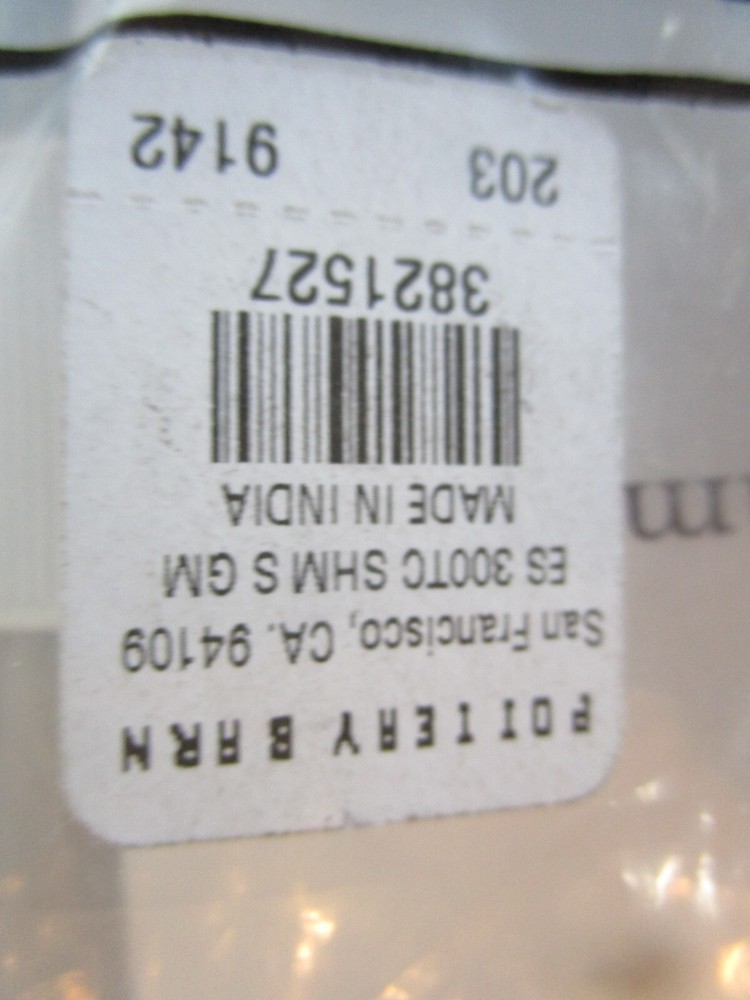 POTTERY BARN
San Francisco, CA. 94109
ES 300TC SHM S GM
MADE IN INDIA
3821527
203 9142